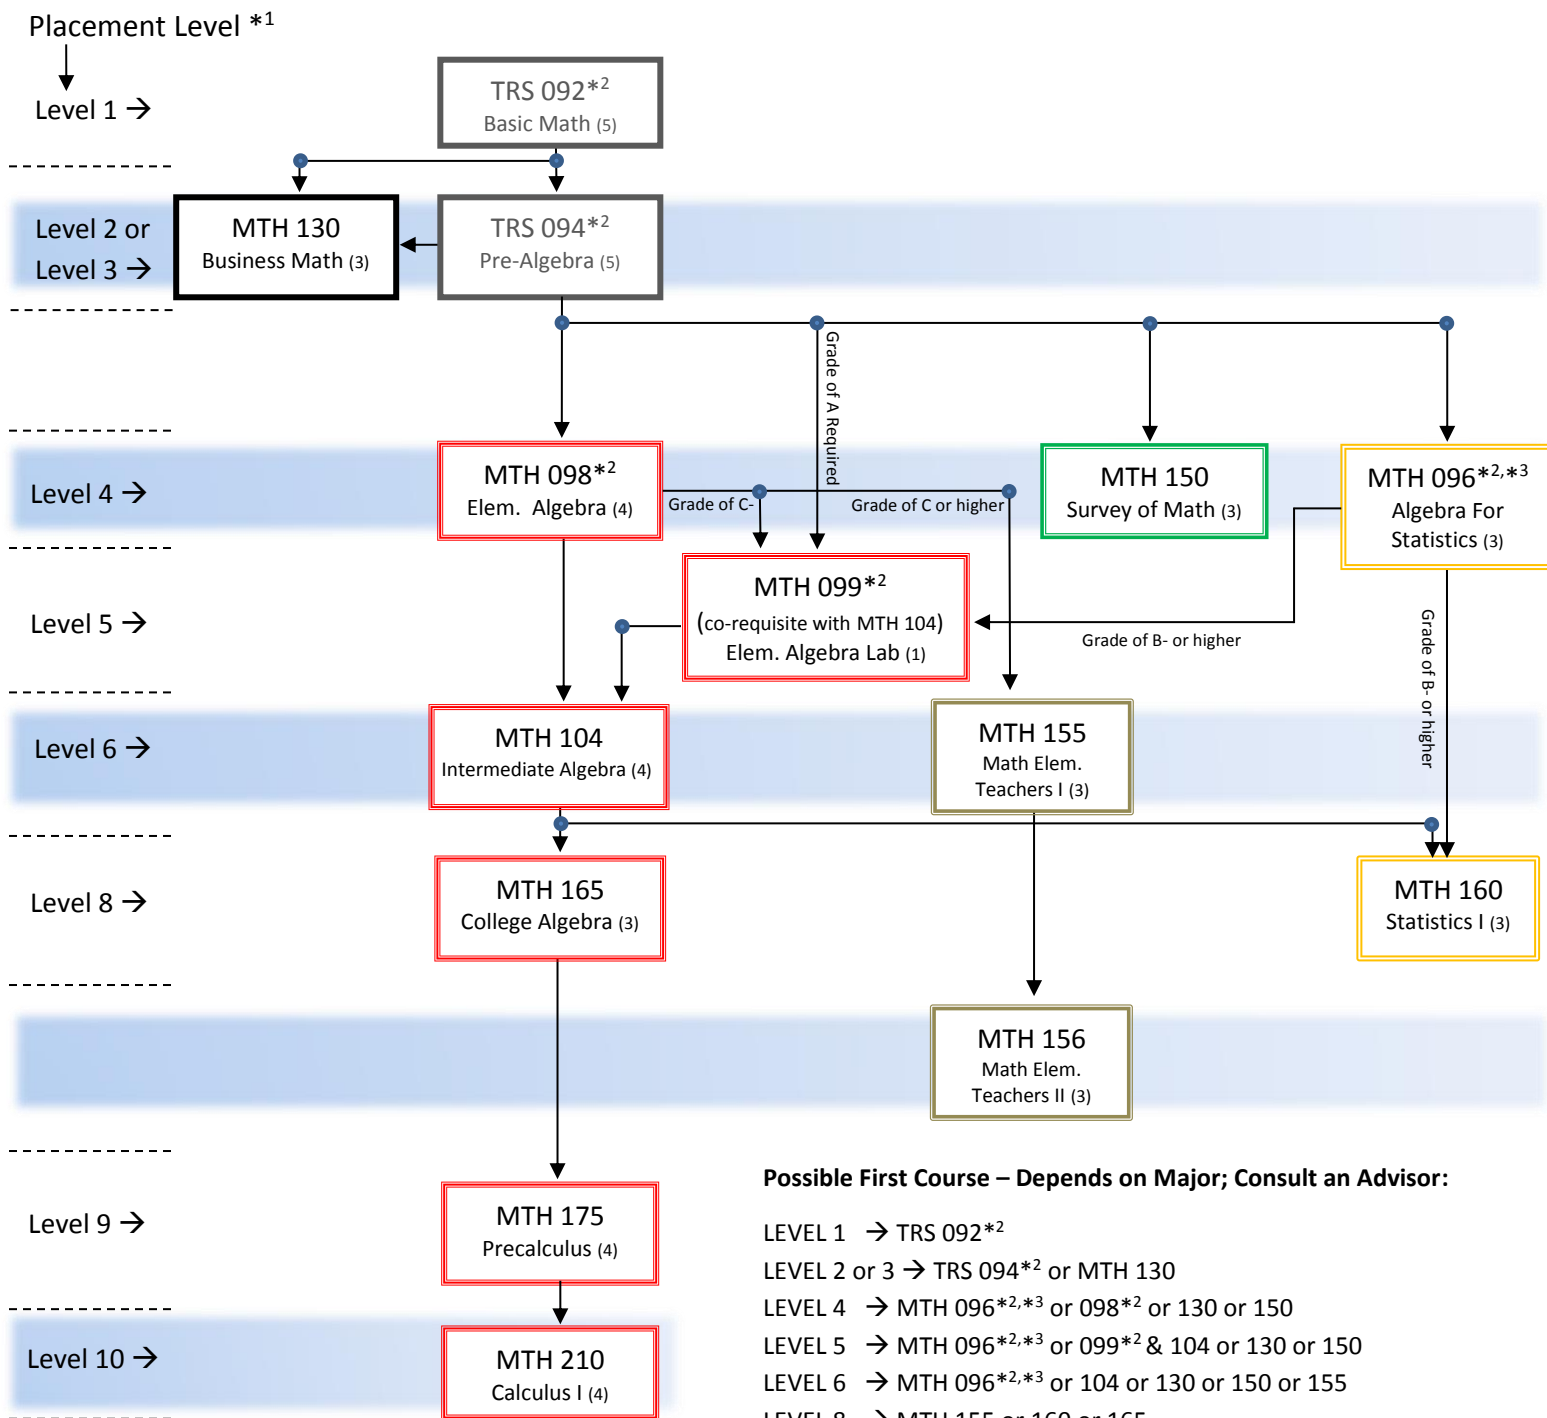 Placement Level *1
Level 1 →
TRS 092*2
Basic Math (5)
Level 2 or
Level 3 →
MTH 130
Business Math (3)
TRS 094*2
Pre-Algebra (5)
Grade of A Required
Level 4 →
MTH 098*2
Elem. Algebra (4)
Grade of C-
Grade of C or higher
MTH 150
Survey of Math (3)
MTH 096*2,*3
Algebra For
Statistics (3)
Level 5 →
MTH 099*2
(co-requisite with MTH 104)
Elem. Algebra Lab (1)
Grade of B- or higher
Grade of B- or higher
Level 6 →
MTH 104
Intermediate Algebra (4)
MTH 155
Math Elem.
Teachers I (3)
Level 8 →
MTH 165
College Algebra (3)
MTH 160
Statistics I (3)
MTH 156
Math Elem.
Teachers II (3)
Level 9 →
MTH 175
Precalculus (4)
Level 10 →
MTH 210
Calculus I (4)
Possible First Course – Depends on Major; Consult an Advisor:
LEVEL 1 → TRS 092*2
LEVEL 2 or 3 → TRS 094*2 or MTH 130
LEVEL 4 → MTH 096*2,*3 or 098*2 or 130 or 150
LEVEL 5 → MTH 096*2,*3 or 099*2 & 104 or 130 or 150
LEVEL 6 → MTH 096*2,*3 or 104 or 130 or 150 or 155
LEVEL 8 → MTH 155 or 160 or 165